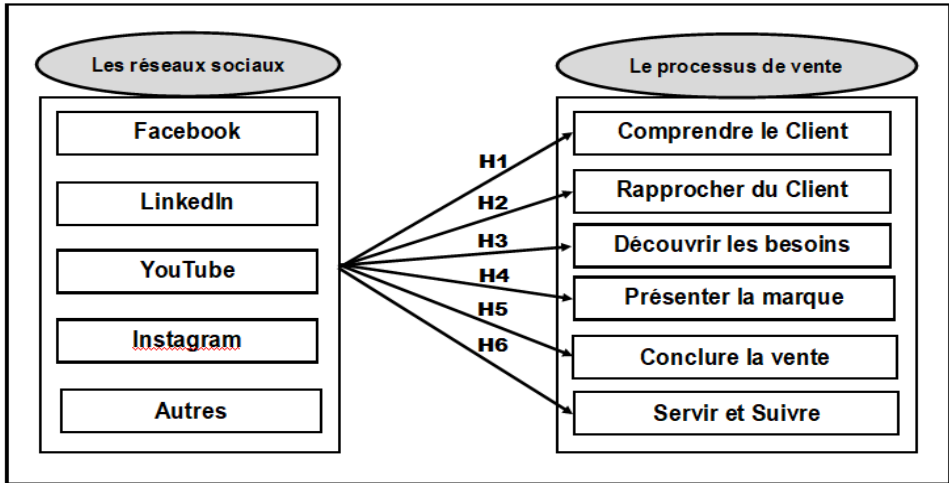 Les réseaux sociaux
Facebook
LinkedIn
YouTube
Instagram
Autres
H1
H2
H3
H4
H5
H6
Le processus de vente
Comprendre le Client
Rapprocher du Client
Découvrir les besoins
Présenter la marque
Conclure la vente
Servir et Suivre